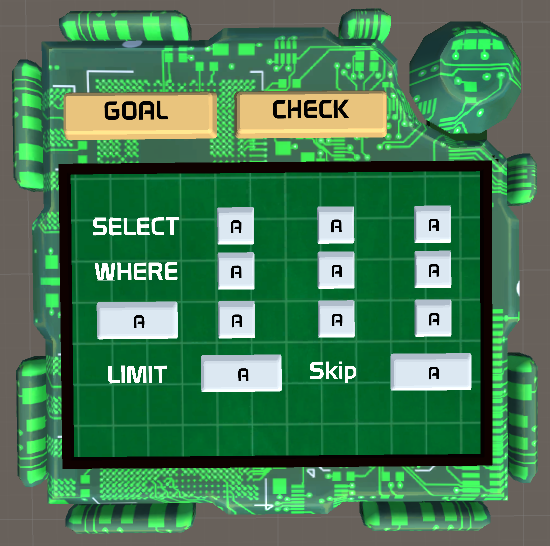 GOAL CHECK
SELECT A A A
WHERE A A A
A A A A
LIMIT A Skip A